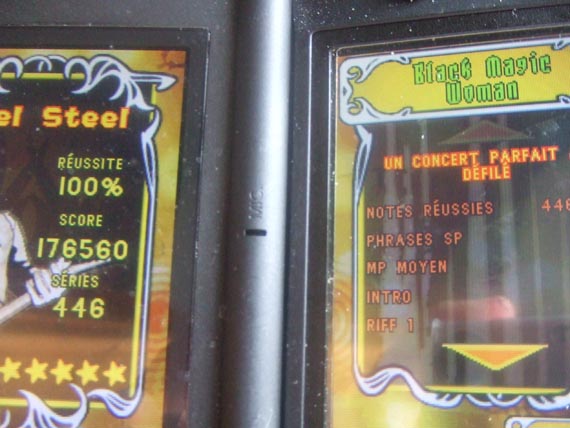 el Steel
RÉUSSITE
100%
SCORE
176560
SÉRIES
446
MIC
Black Magic
Woman
UN CONCERT PARFAIT
DÉFILÉ
NOTES RÉUSSIES 446
PHRASES SP
MP MOYEN
INTRO
RIFF 1